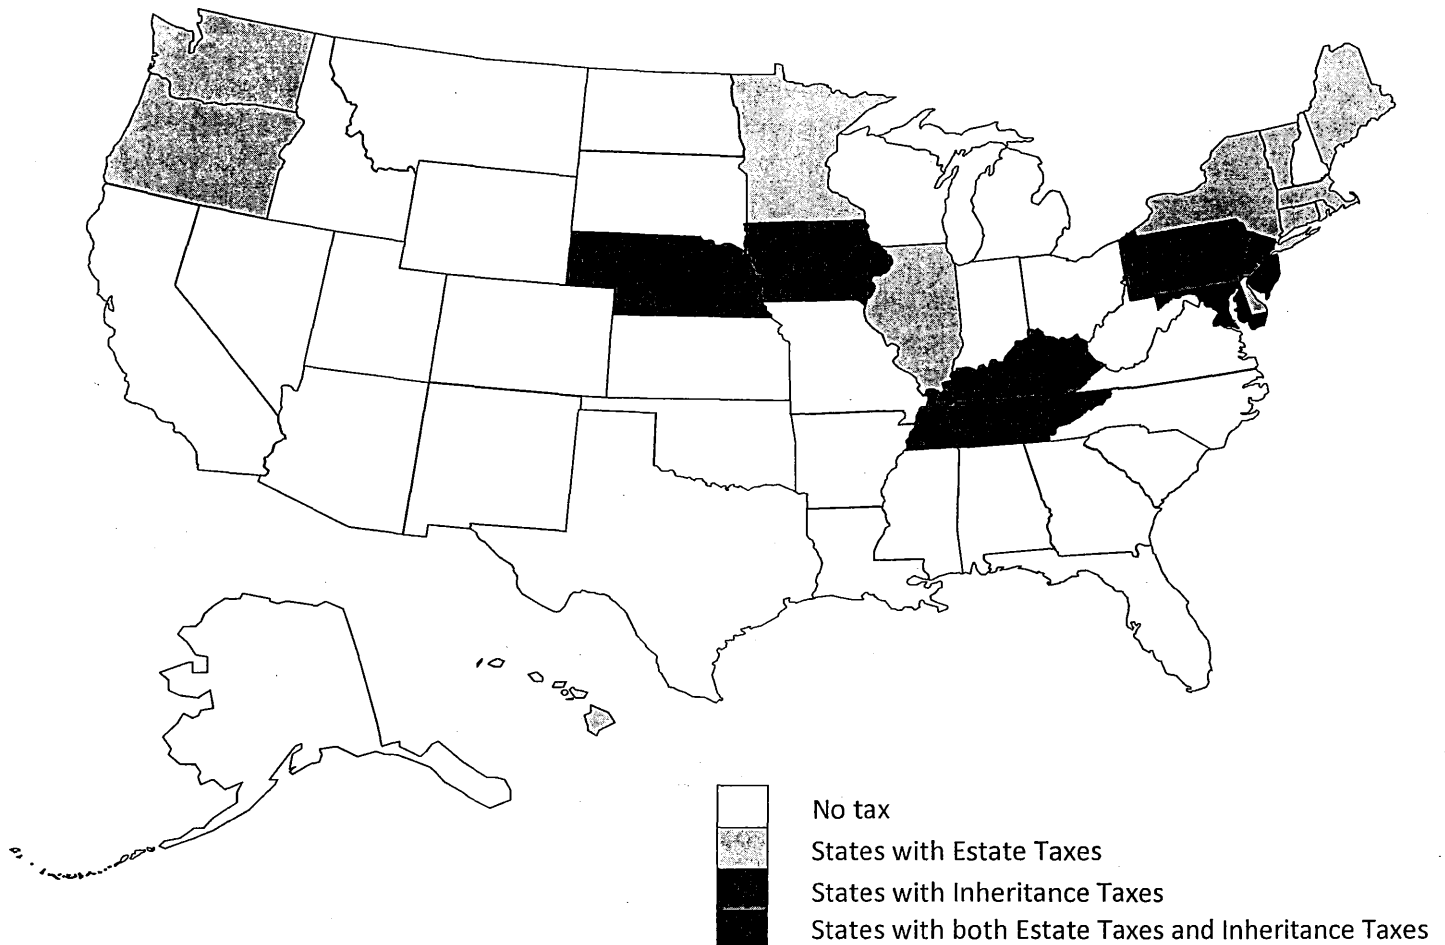 No tax
States with Estate Taxes
States with Inheritance Taxes
States with both Estate Taxes and Inheritance Taxes